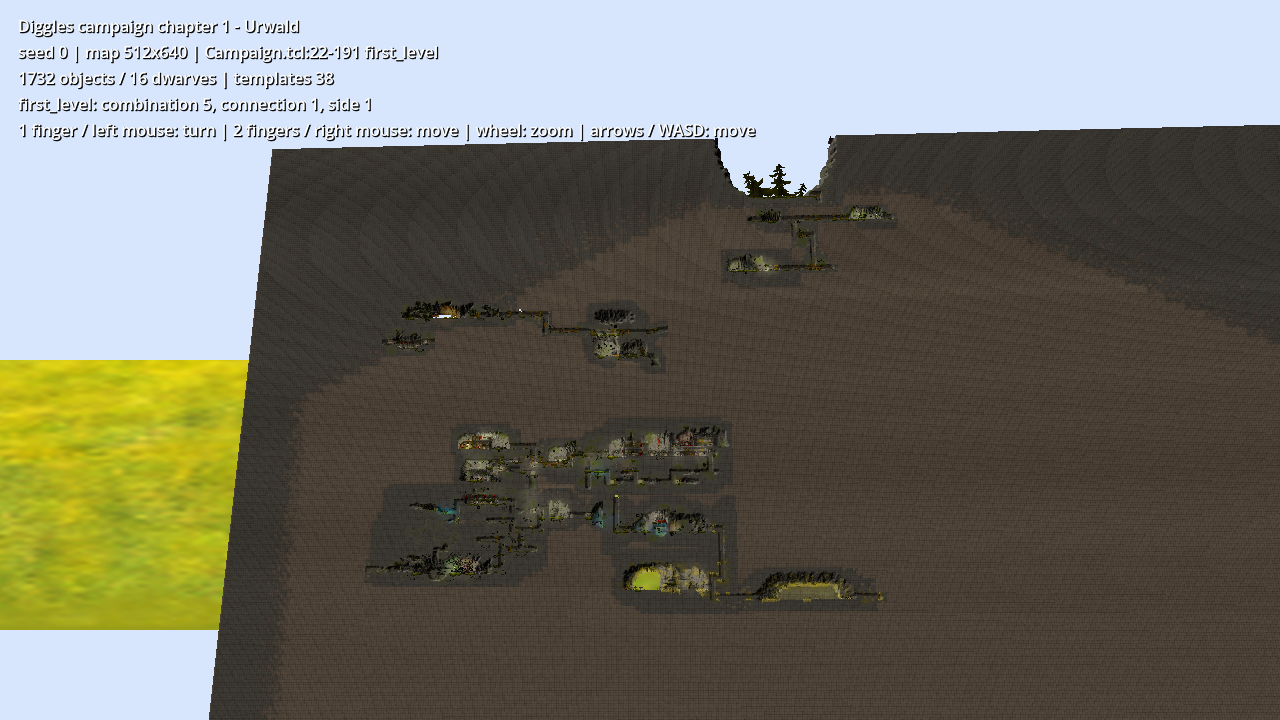 Diggles campaign chapter 1 - Urwald
seed 0 | map 512x640 | Campaign.tcl:22-191 first_level
1732 objects / 16 dwarves | templates 38
first_level: combination 5, connection 1, side 1
1 finger / left mouse: turn | 2 fingers / right mouse: move | wheel: zoom | arrows / WASD: move